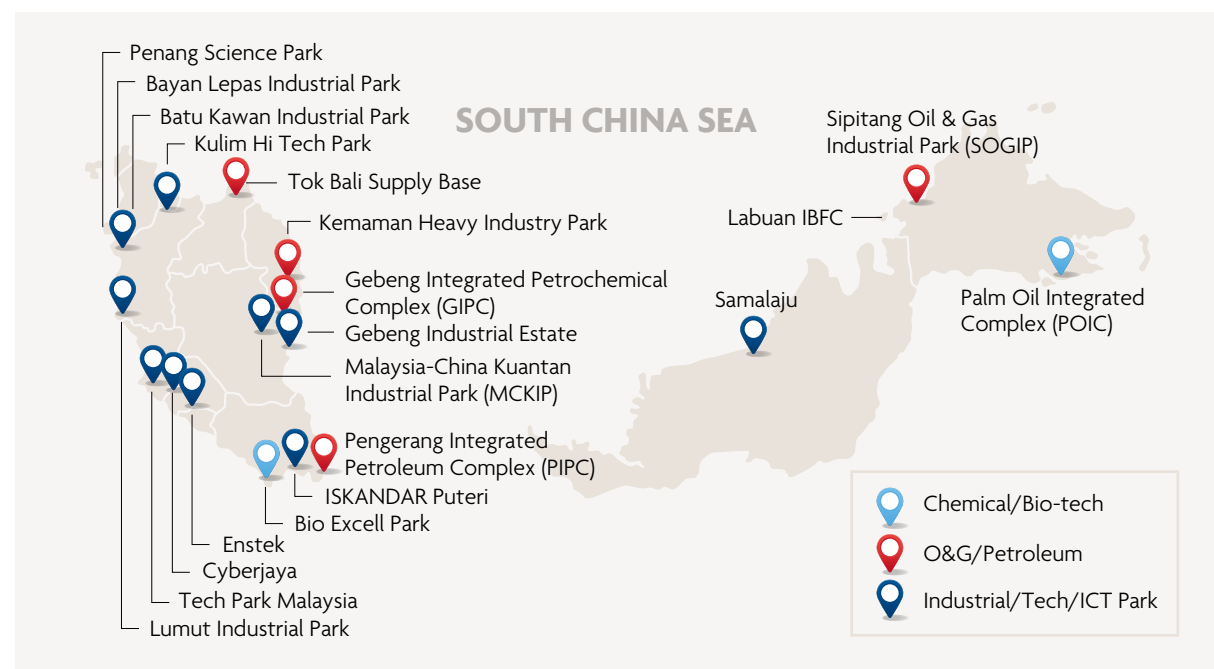 Penang Science Park
Bayan Lepas Industrial Park
Batu Kawan Industrial Park
Kulim Hi Tech Park
Tok Bali Supply Base
Kemaman Heavy Industry Park
Gebeng Integrated Petrochemical
Complex (GIPC)
Gebeng Industrial Estate
Malaysia-China Kuantan
Industrial Park (MCKIP)
Pengerang Integrated
Petroleum Complex (PIPC)
ISKANDAR Puteri
Bio Excell Park
Enstek
Cyberjaya
Tech Park Malaysia
Lumut Industrial Park
SOUTH CHINA SEA
Sipitang Oil & Gas
Industrial Park (SOGIP)
Labuan IBFC
Samalaju
Palm Oil Integrated
Complex (POIC)
Chemical/Bio-tech
O&G/Petroleum
Industrial/Tech/ICT Park